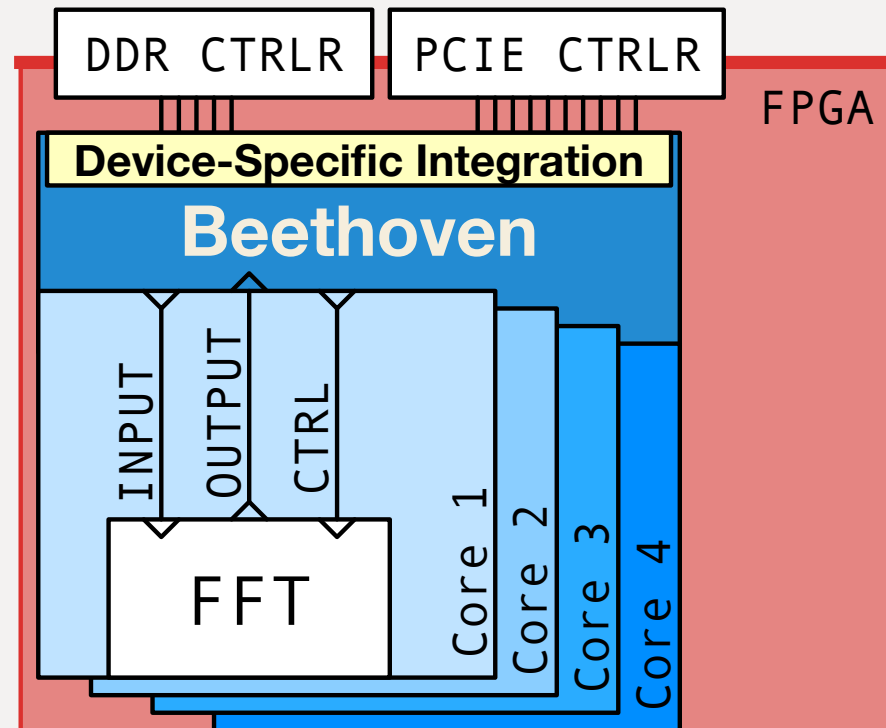 DDR CTRLR
PCIE CTRLR
FPGA
Device-Specific Integration
Beethoven
INPUT
OUTPUT
CTRL
FFT
Core 1
Core 2
Core 3
Core 4